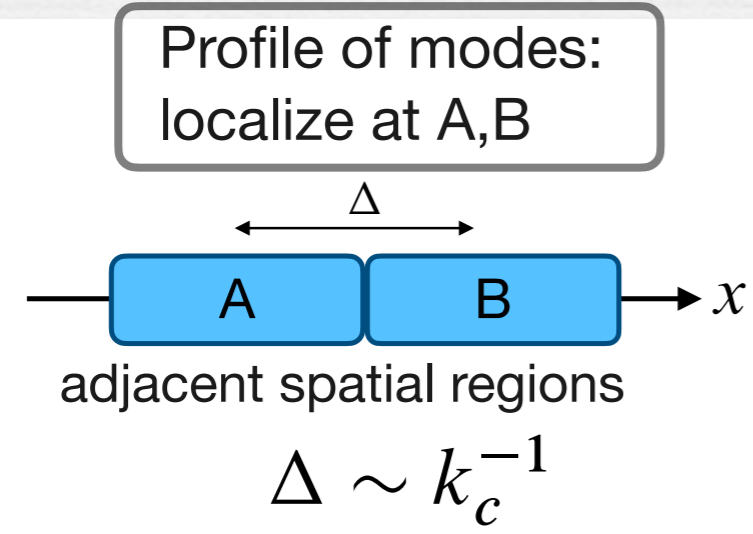 Profile of modes:
localize at A,B
Δ
A B x
adjacent spatial regions
Δ ∼ k_c^{-1}